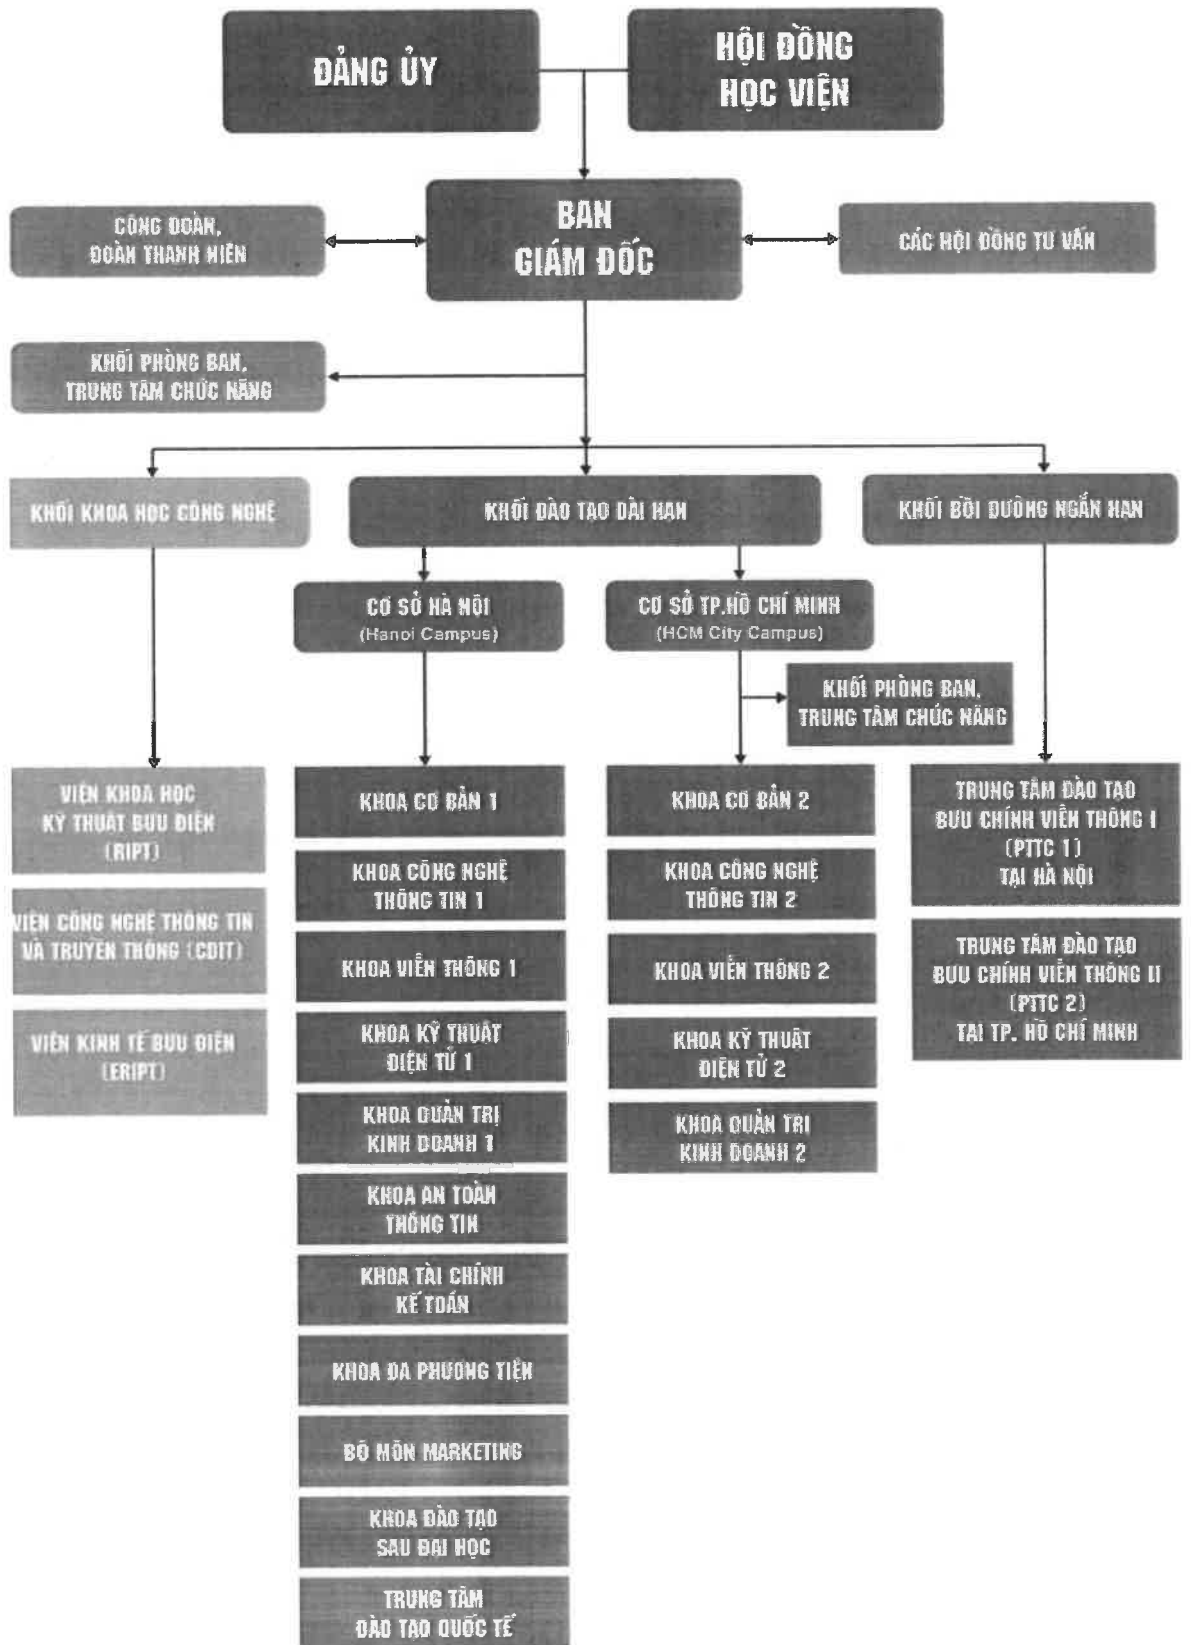 ĐẢNG ỦY
HỘI ĐỒNG
HỌC VIỆN
BAN
GIÁM ĐỐC
CÔNG ĐOÀN,
ĐOÀN THANH NIÊN
CÁC HỘI ĐỒNG TƯ VẤN
KHỐI PHÒNG BAN,
TRUNG TÂM CHỨC NĂNG
KHỐI KHOA HỌC CÔNG NGHỆ
KHỐI ĐÀO TẠO DÀI HẠN
KHỐI BỒI DƯỠNG NGẮN HẠN
CƠ SỞ HÀ NỘI
(Hanoi Campus)
CƠ SỞ TP.HỒ CHÍ MINH
(HCM City Campus)
KHỐI PHÒNG BAN,
TRUNG TÂM CHỨC NĂNG
VIỆN KHOA HỌC
KỸ THUẬT BƯU ĐIỆN
(RIPT)
VIỆN CÔNG NGHỆ THÔNG TIN
VÀ TRUYỀN THÔNG (CDIT)
VIỆN KINH TẾ BƯU ĐIỆN
(ERIPT)
KHOA CƠ BẢN 1
KHOA CÔNG NGHỆ
THÔNG TIN 1
KHOA VIỄN THÔNG 1
KHOA KỸ THUẬT
ĐIỆN TỬ 1
KHOA QUẢN TRỊ
KINH DOANH 1
KHOA AN TOÀN
THÔNG TIN
KHOA TÀI CHÍNH
KẾ TOÁN
KHOA ĐA PHƯƠNG TIỆN
BỘ MÔN MARKETING
KHOA ĐÀO TẠO
SAU ĐẠI HỌC
TRUNG TÂM
ĐÀO TẠO QUỐC TẾ
KHOA CƠ BẢN 2
KHOA CÔNG NGHỆ
THÔNG TIN 2
KHOA VIỄN THÔNG 2
KHOA KỸ THUẬT
ĐIỆN TỬ 2
KHOA QUẢN TRỊ
KINH DOANH 2
TRUNG TÂM ĐÀO TẠO
BƯU CHÍNH VIỄN THÔNG I
(PTTC 1)
TẠI HÀ NỘI
TRUNG TÂM ĐÀO TẠO
BƯU CHÍNH VIỄN THÔNG II
(PTTC 2)
TẠI TP. HỒ CHÍ MINH